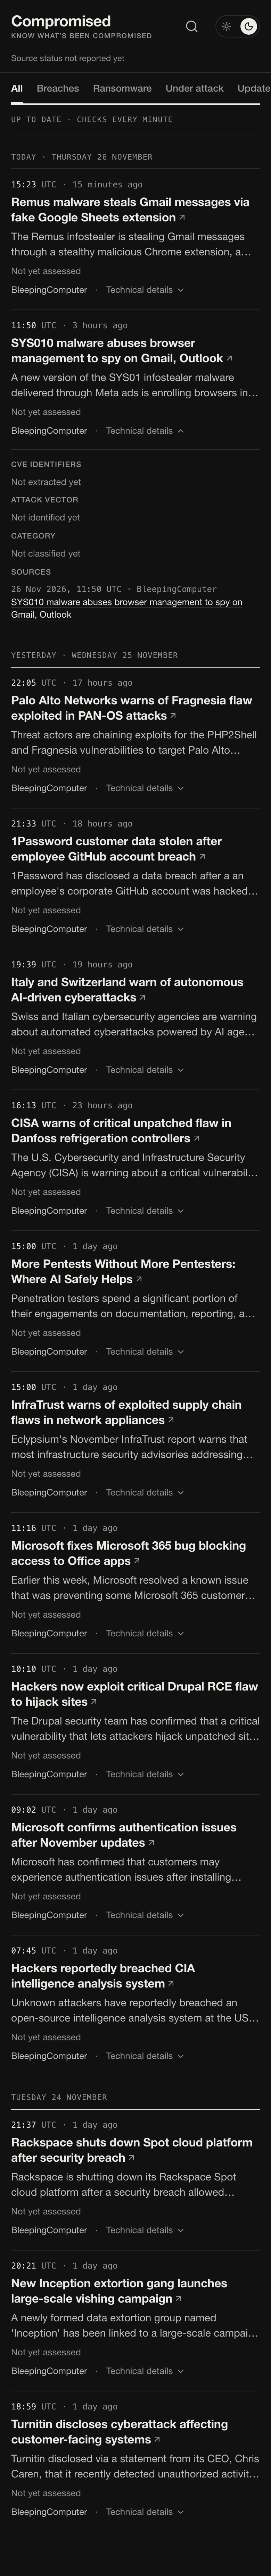 Compromised
KNOW WHAT'S BEEN COMPROMISED
Source status not reported yet
All Breaches Ransomware Under attack Update
UP TO DATE · CHECKS EVERY MINUTE
TODAY · THURSDAY 26 NOVEMBER
15:23 UTC · 15 minutes ago
Remus malware steals Gmail messages via
fake Google Sheets extension ↗
The Remus infostealer is stealing Gmail messages
through a stealthy malicious Chrome extension, a…
Not yet assessed
BleepingComputer · Technical details
11:50 UTC · 3 hours ago
SYS010 malware abuses browser
management to spy on Gmail, Outlook ↗
A new version of the SYS01 infostealer malware
delivered through Meta ads is enrolling browsers in…
Not yet assessed
BleepingComputer · Technical details
CVE IDENTIFIERS
Not extracted yet
ATTACK VECTOR
Not identified yet
CATEGORY
Not classified yet
SOURCES
26 Nov 2026, 11:50 UTC · BleepingComputer
SYS010 malware abuses browser management to spy on
Gmail, Outlook
YESTERDAY · WEDNESDAY 25 NOVEMBER
22:05 UTC · 17 hours ago
Palo Alto Networks warns of Fragnesia flaw
exploited in PAN-OS attacks ↗
Threat actors are chaining exploits for the PHP2Shell
and Fragnesia vulnerabilities to target Palo Alto…
Not yet assessed
BleepingComputer · Technical details
21:33 UTC · 18 hours ago
1Password customer data stolen after
employee GitHub account breach ↗
1Password has disclosed a data breach after a an
employee's corporate GitHub account was hacked…
Not yet assessed
BleepingComputer · Technical details
19:39 UTC · 19 hours ago
Italy and Switzerland warn of autonomous
AI-driven cyberattacks ↗
Swiss and Italian cybersecurity agencies are warning
about automated cyberattacks powered by AI age…
Not yet assessed
BleepingComputer · Technical details
16:13 UTC · 23 hours ago
CISA warns of critical unpatched flaw in
Danfoss refrigeration controllers ↗
The U.S. Cybersecurity and Infrastructure Security
Agency (CISA) is warning about a critical vulnerabil…
Not yet assessed
BleepingComputer · Technical details
15:00 UTC · 1 day ago
More Pentests Without More Pentesters:
Where AI Safely Helps ↗
Penetration testers spend a significant portion of
their engagements on documentation, reporting, a…
Not yet assessed
BleepingComputer · Technical details
15:00 UTC · 1 day ago
InfraTrust warns of exploited supply chain
flaws in network appliances ↗
Eclypsium's November InfraTrust report warns that
most infrastructure security advisories addressing…
Not yet assessed
BleepingComputer · Technical details
11:16 UTC · 1 day ago
Microsoft fixes Microsoft 365 bug blocking
access to Office apps ↗
Earlier this week, Microsoft resolved a known issue
that was preventing some Microsoft 365 customer…
Not yet assessed
BleepingComputer · Technical details
10:10 UTC · 1 day ago
Hackers now exploit critical Drupal RCE flaw
to hijack sites ↗
The Drupal security team has confirmed that a critical
vulnerability that lets attackers hijack unpatched sit…
Not yet assessed
BleepingComputer · Technical details
09:02 UTC · 1 day ago
Microsoft confirms authentication issues
after November updates ↗
Microsoft has confirmed that customers may
experience authentication issues after installing…
Not yet assessed
BleepingComputer · Technical details
07:45 UTC · 1 day ago
Hackers reportedly breached CIA
intelligence analysis system ↗
Unknown attackers have reportedly breached an
open-source intelligence analysis system at the US…
Not yet assessed
BleepingComputer · Technical details
TUESDAY 24 NOVEMBER
21:37 UTC · 1 day ago
Rackspace shuts down Spot cloud platform
after security breach ↗
Rackspace is shutting down its Rackspace Spot
cloud platform after a security breach allowed…
Not yet assessed
BleepingComputer · Technical details
20:21 UTC · 1 day ago
New Inception extortion gang launches
large-scale vishing campaign ↗
A newly formed data extortion group named
'Inception' has been linked to a large-scale campai…
Not yet assessed
BleepingComputer · Technical details
18:59 UTC · 1 day ago
Turnitin discloses cyberattack affecting
customer-facing systems ↗
Turnitin disclosed via a statement from its CEO, Chris
Caren, that it recently detected unauthorized activit…
Not yet assessed
BleepingComputer · Technical details